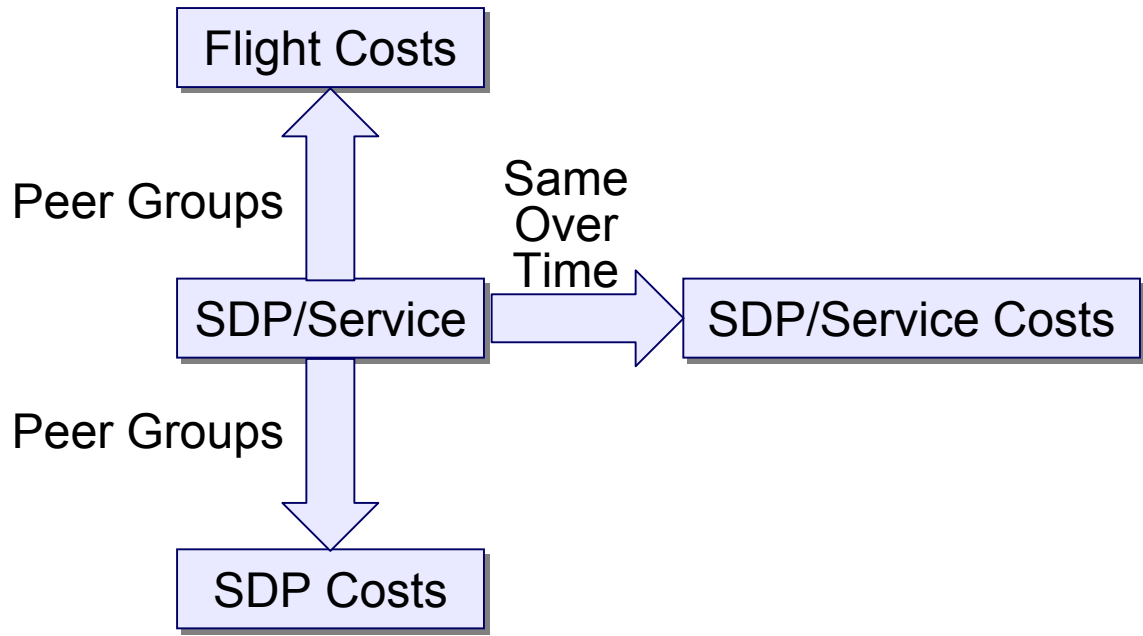 Flight Costs
Peer Groups
Same
Over
Time
SDP/Service
SDP/Service Costs
Peer Groups
SDP Costs